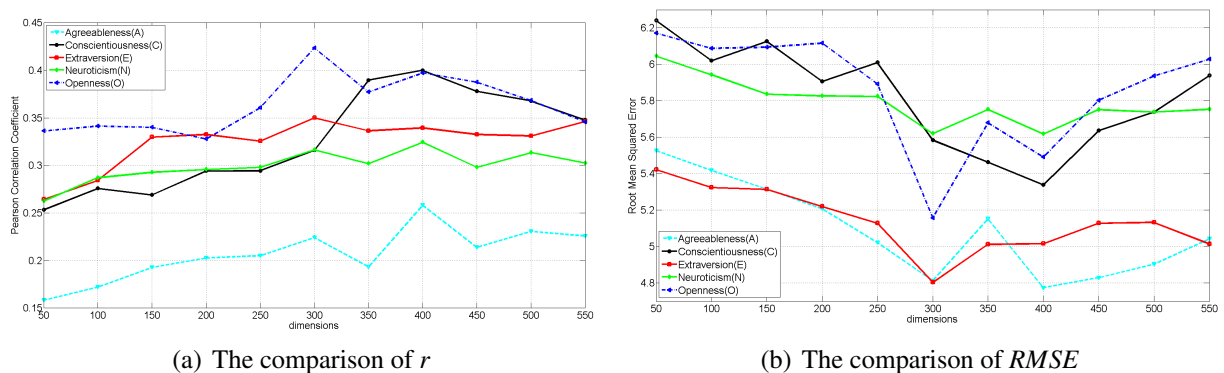 0.45
0.4
0.35
0.3
0.25
0.2
0.15
Pearson Correlation Coefficient
Agreeableness(A)
Conscientiousness(C)
Extraversion(E)
Neuroticism(N)
Openness(O)
50 100 150 200 250 300 350 400 450 500 550
dimensions
(a) The comparison of r
6.2
6
5.8
5.6
5.4
5.2
5
4.8
Root Mean Squared Error
Agreeableness(A)
Conscientiousness(C)
Extraversion(E)
Neuroticism(N)
Openness(O)
50 100 150 200 250 300 350 400 450 500 550
dimensions
(b) The comparison of RMSE